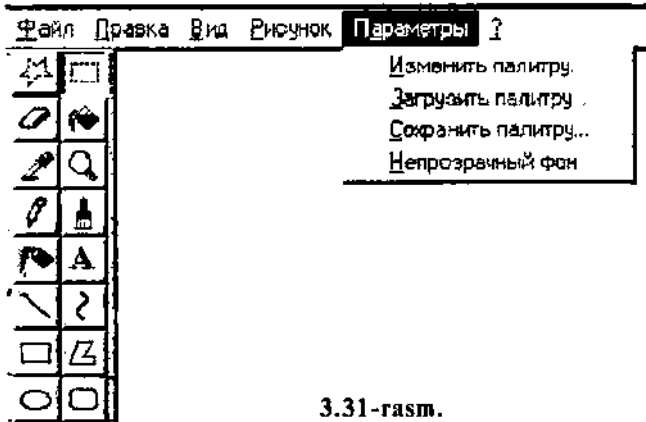 Файл Правка Вид Рисунок Параметры ?
Изменить палитру.
Загрузить палитру .
Сохранить палитру...
Непрозрачный фон
A
3.31-rasm.